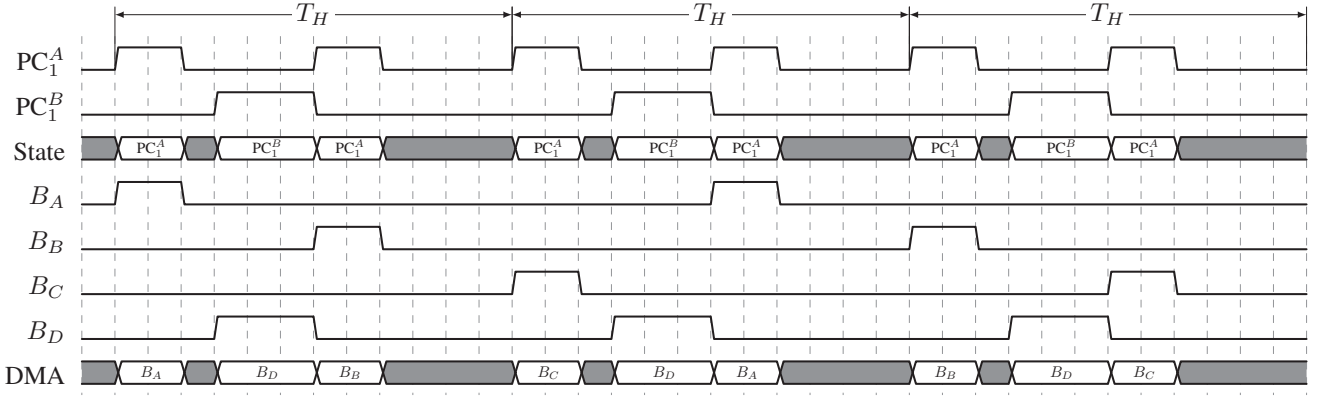 T_H T_H T_H
PC_1^A
PC_1^B
State PC_1^A PC_1^B PC_1^A PC_1^A PC_1^B PC_1^A PC_1^A PC_1^B PC_1^A
B_A
B_B
B_C
B_D
DMA B_A B_D B_B B_C B_D B_A B_B B_D B_C